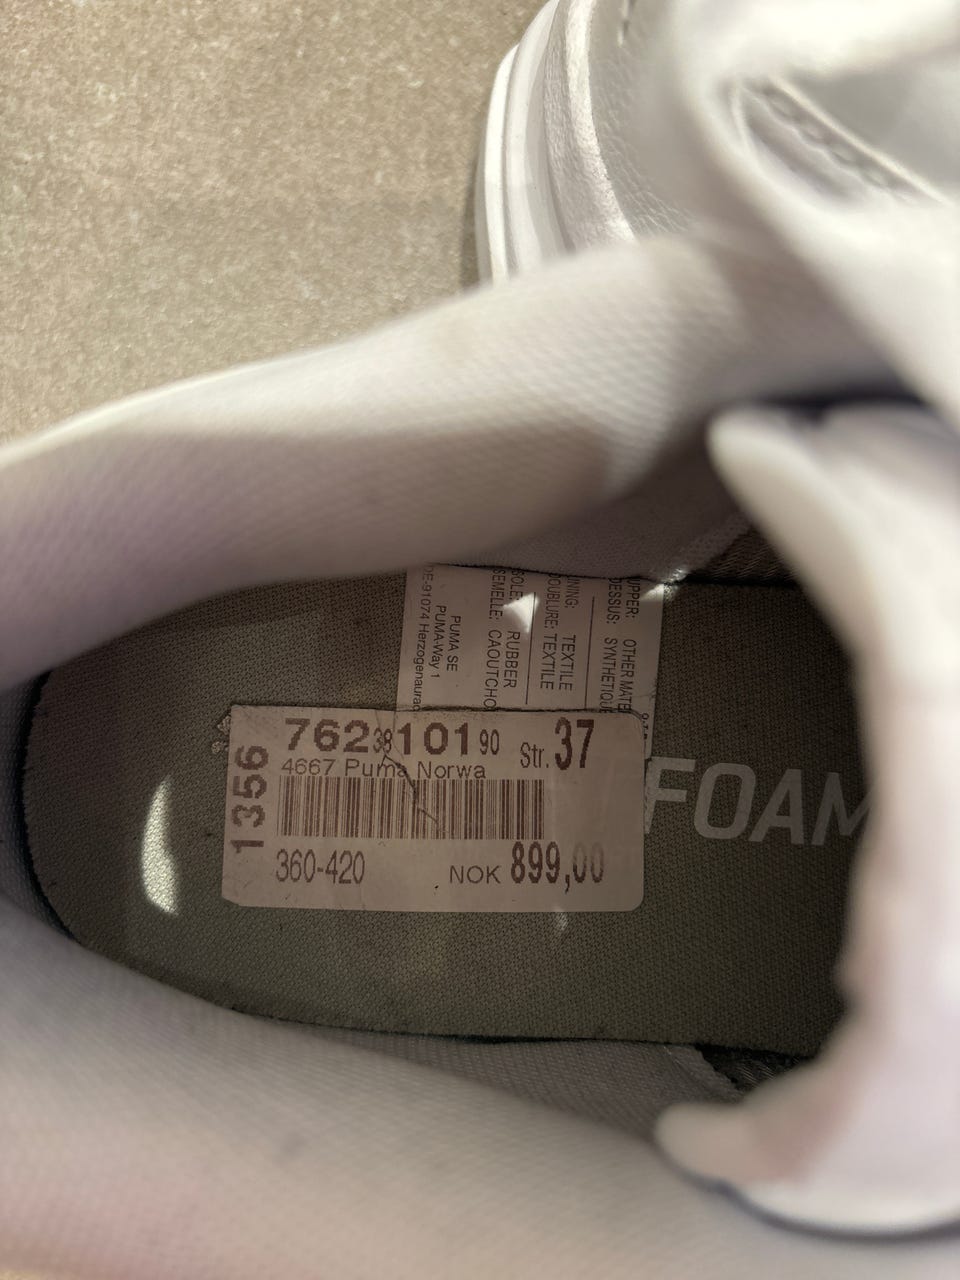 UPPER: OTHER MATE
DESSUS: SYNTHETIQUE
LINING: TEXTILE
DOUBLURE: TEXTILE
SOLE: RUBBER
SEMELLE: CAOUTCHO
PUMA SE
PUMA-Way 1
DE-91074 Herzogenaurac
762 38 101 90 Str. 37
4667 Puma Norwa
1356
360-420 NOK 899,00
FOAM